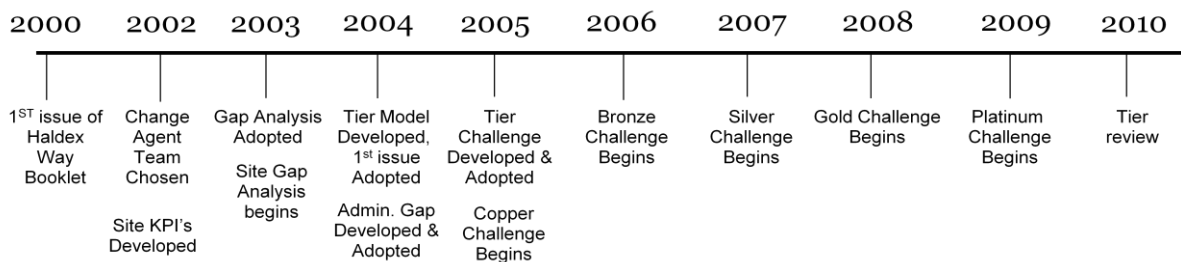 2000 2002 2003 2004 2005 2006 2007 2008 2009 2010
1ST issue of
Haldex
Way
Booklet
Change
Agent
Team
Chosen
Site KPI's
Developed
Gap Analysis
Adopted
Site Gap
Analysis
begins
Tier Model
Developed,
1st issue
Adopted
Admin. Gap
Developed &
Adopted
Tier
Challenge
Developed &
Adopted
Copper
Challenge
Begins
Bronze
Challenge
Begins
Silver
Challenge
Begins
Gold Challenge
Begins
Platinum
Challenge
Begins
Tier
review